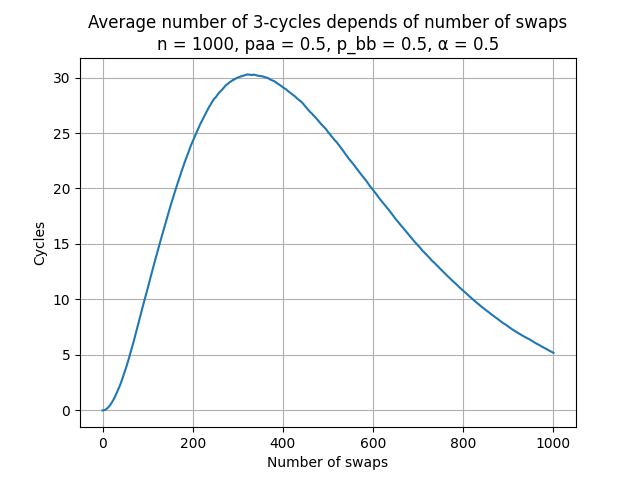 Average number of 3-cycles depends of number of swaps
n = 1000, paa = 0.5, p_bb = 0.5, α = 0.5
30
25
20
15
10
5
0
Cycles
0 200 400 600 800 1000
Number of swaps